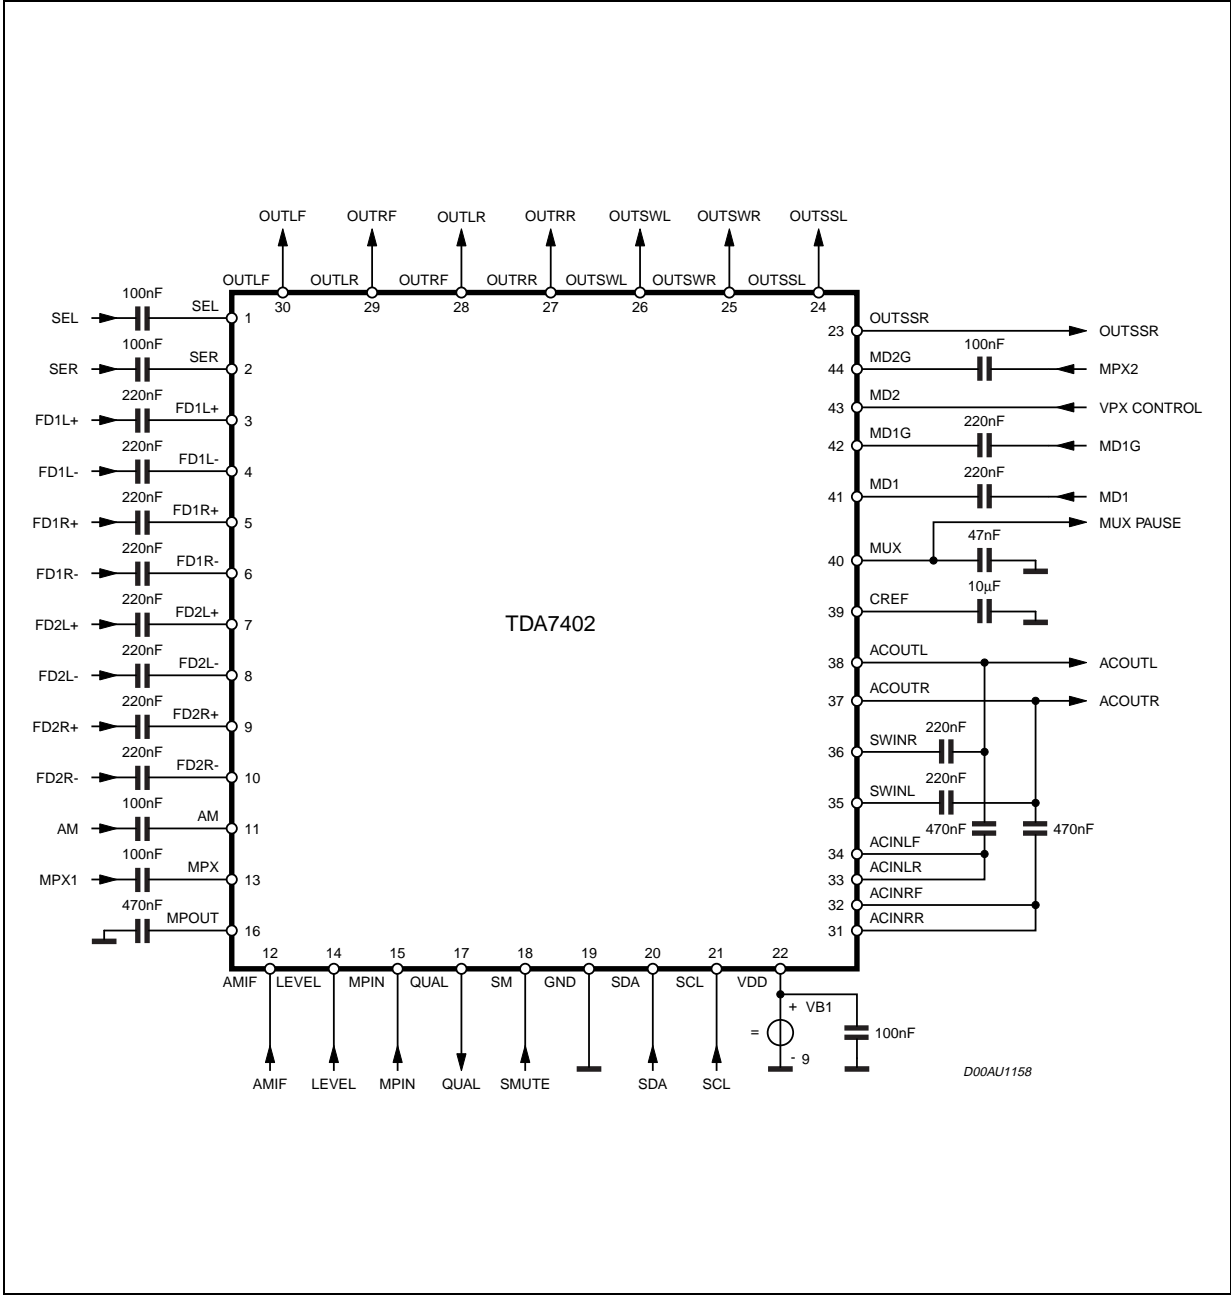 OUTLF OUTRF OUTLR OUTRR OUTSWL OUTSWR OUTSSL
OUTLF OUTLR OUTRF OUTRR OUTSWL OUTSWR OUTSSL
30 29 28 27 26 25 24
100nF
SEL SEL 1
100nF
SER SER 2
220nF
FD1L+ FD1L+ 3
220nF
FD1L- FD1L- 4
220nF
FD1R+ FD1R+ 5
220nF
FD1R- FD1R- 6
220nF
FD2L+ FD2L+ 7
220nF
FD2L- FD2L- 8
220nF
FD2R+ FD2R+ 9
220nF
FD2R- FD2R- 10
100nF
AM AM 11
100nF
MPX1 MPX 13
470nF
MPOUT 16
TDA7402
23 OUTSSR OUTSSR
100nF
44 MD2G MPX2
43 MD2 VPX CONTROL
220nF
42 MD1G MD1G
220nF
41 MD1 MD1
MUX PAUSE
47nF
40 MUX
10µF
39 CREF
38 ACOUTL ACOUTL
37 ACOUTR ACOUTR
220nF
36 SWINR
220nF
35 SWINL
470nF 470nF
34 ACINLF
33 ACINLR
32 ACINRF
31 ACINRR
12 14 15 17 18 19 20 21 22
AMIF LEVEL MPIN QUAL SM GND SDA SCL VDD
+ VB1
=
100nF
- 9
AMIF LEVEL MPIN QUAL SMUTE SDA SCL
D00AU1158